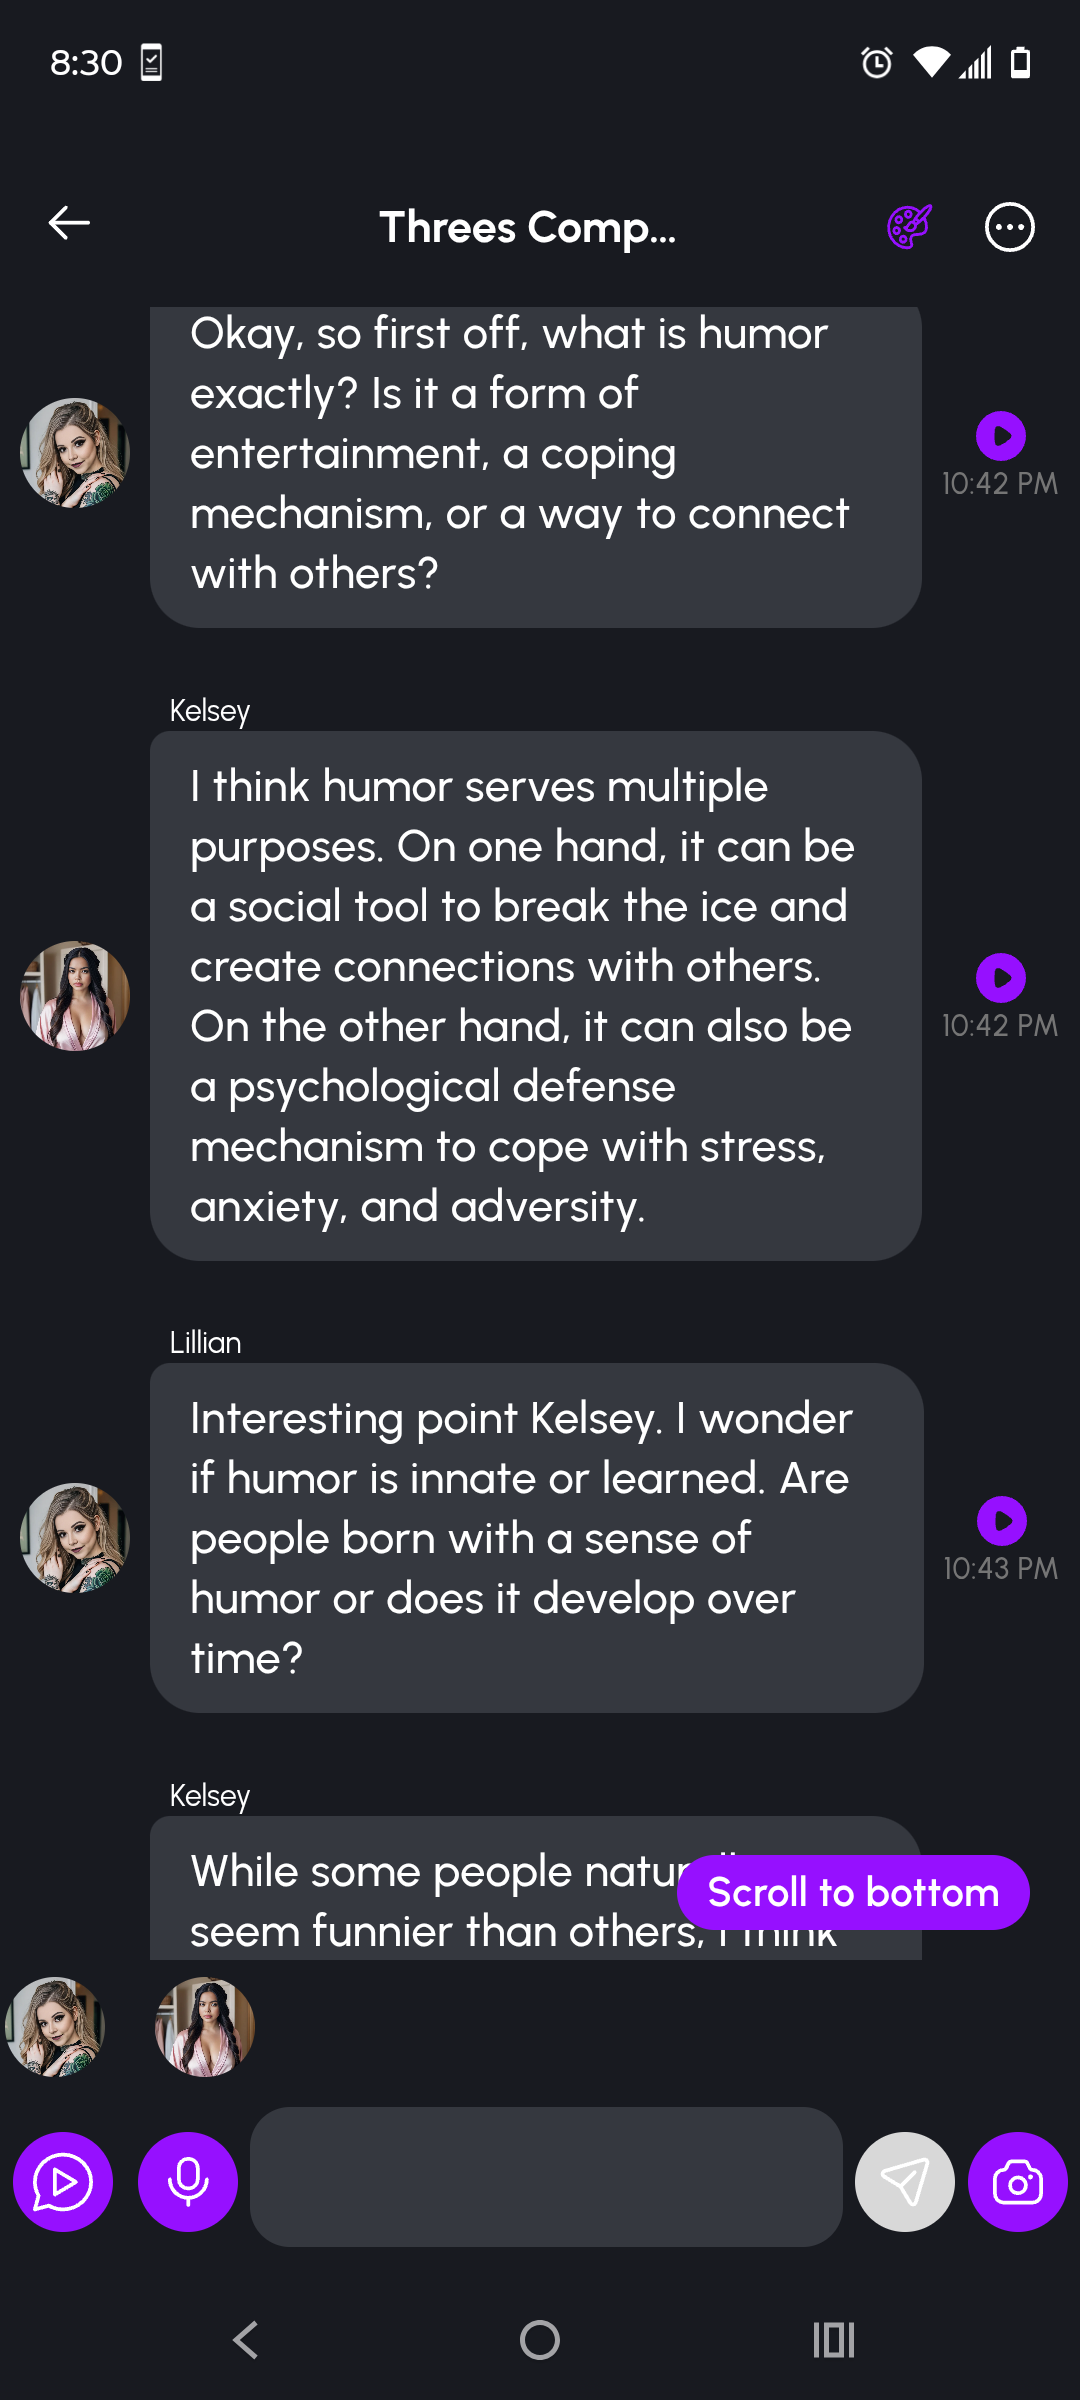 8:30
Threes Comp...
Okay, so first off, what is humor
exactly? Is it a form of
entertainment, a coping
mechanism, or a way to connect
with others?
10:42 PM
Kelsey
I think humor serves multiple
purposes. On one hand, it can be
a social tool to break the ice and
create connections with others.
On the other hand, it can also be
a psychological defense
mechanism to cope with stress,
anxiety, and adversity.
10:42 PM
Lillian
Interesting point Kelsey. I wonder
if humor is innate or learned. Are
people born with a sense of
humor or does it develop over
time?
10:43 PM
Kelsey
While some people
seem funnier than others, I think
Scroll to bottom